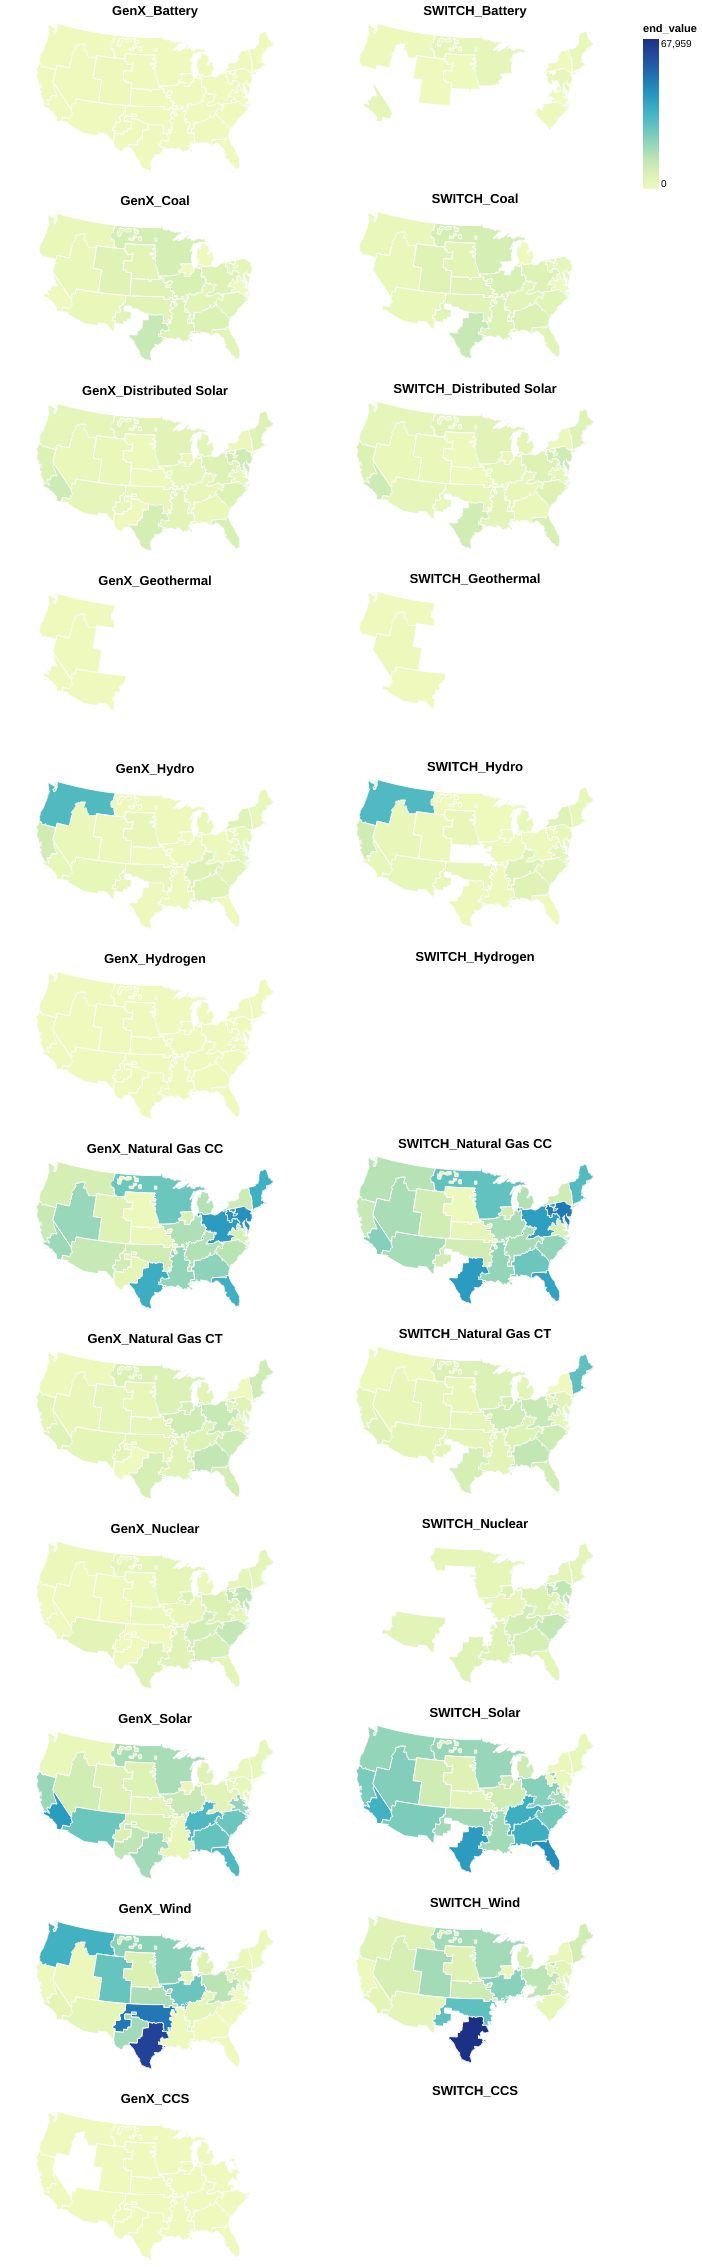 GenX_Battery
SWITCH_Battery
end_value
67,959
0
GenX_Coal
SWITCH_Coal
GenX_Distributed Solar
SWITCH_Distributed Solar
GenX_Geothermal
SWITCH_Geothermal
GenX_Hydro
SWITCH_Hydro
GenX_Hydrogen
SWITCH_Hydrogen
GenX_Natural Gas CC
SWITCH_Natural Gas CC
GenX_Natural Gas CT
SWITCH_Natural Gas CT
GenX_Nuclear
SWITCH_Nuclear
GenX_Solar
SWITCH_Solar
GenX_Wind
SWITCH_Wind
GenX_CCS
SWITCH_CCS